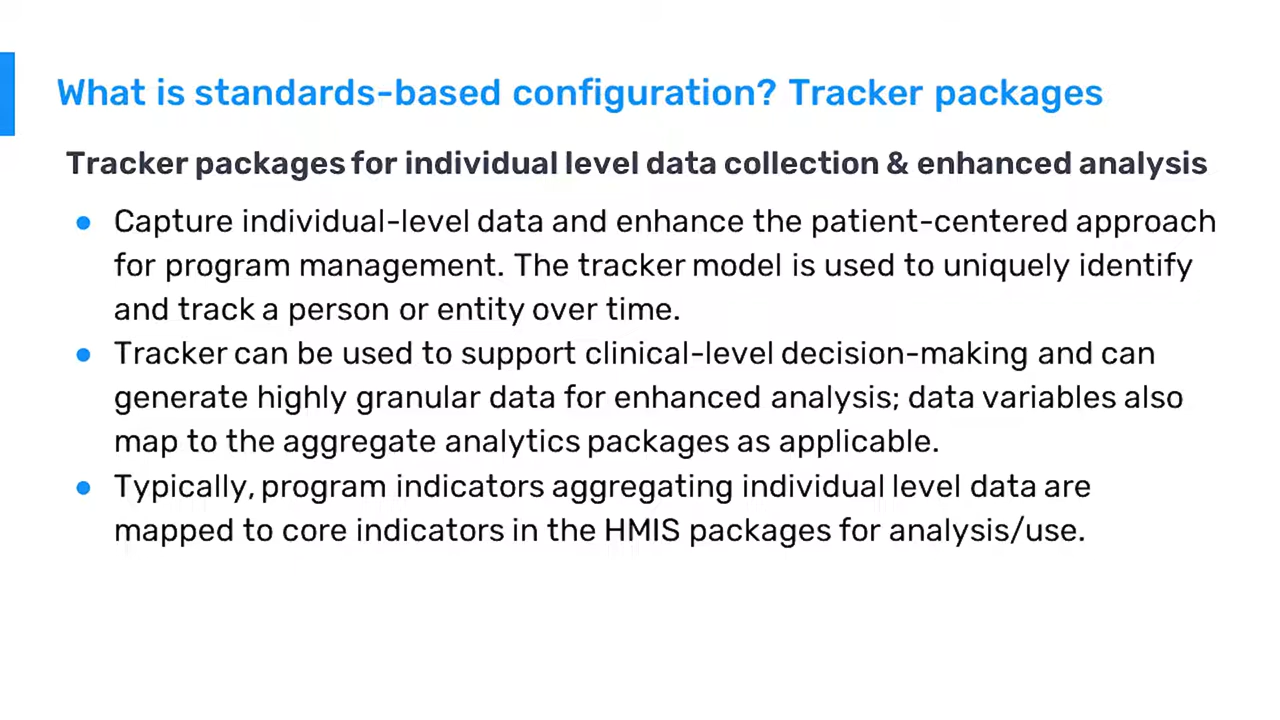 What is standards-based configuration? Tracker packages
Tracker packages for individual level data collection & enhanced analysis
● Capture individual-level data and enhance the patient-centered approach
for program management. The tracker model is used to uniquely identify
and track a person or entity over time.
● Tracker can be used to support clinical-level decision-making and can
generate highly granular data for enhanced analysis; data variables also
map to the aggregate analytics packages as applicable.
● Typically, program indicators aggregating individual level data are
mapped to core indicators in the HMIS packages for analysis/use.